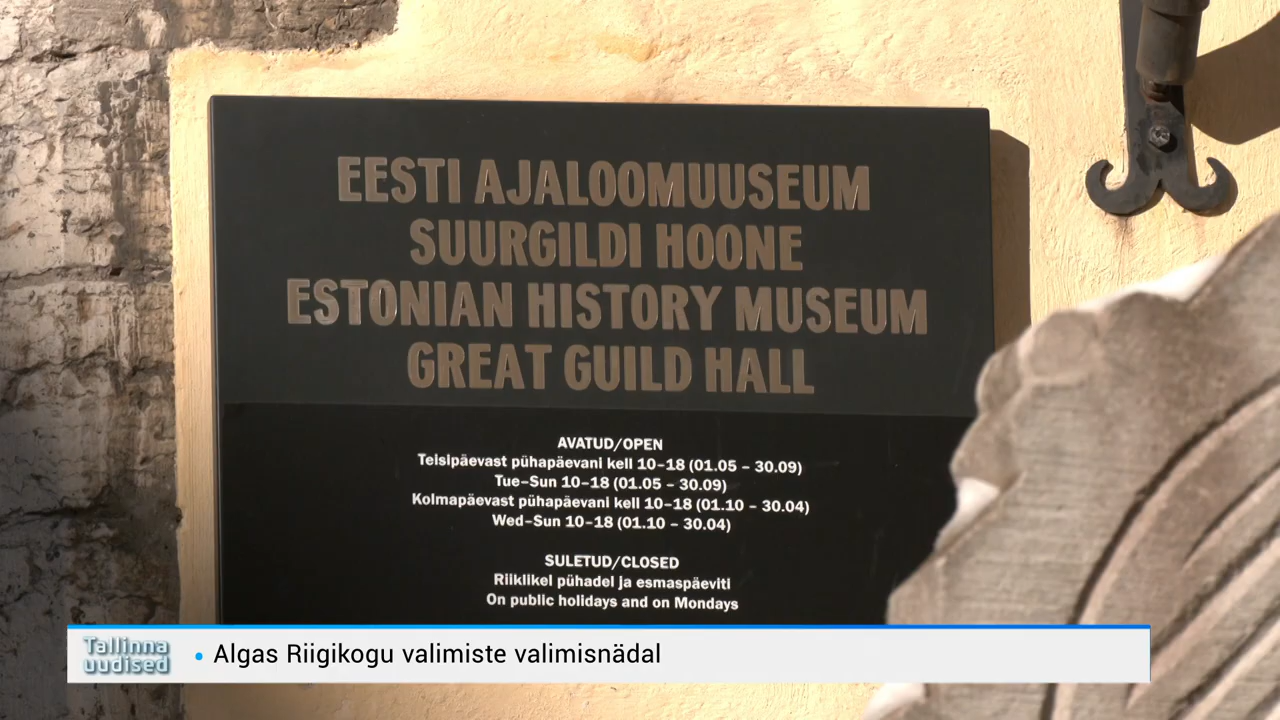 EESTI AJALOOMUUSEUM
SUURGILDI HOONE
ESTONIAN HISTORY MUSEUM
GREAT GUILD HALL
AVATUD/OPEN
Teisipäevast pühapäevani kell 10–18 (01.05 – 30.09)
Tue–Sun 10–18 (01.05 – 30.09)
Kolmapäevast pühapäevani kell 10–18 (01.10 – 30.04)
Wed–Sun 10–18 (01.10 – 30.04)
SULETUD/CLOSED
Riiklikel pühadel ja esmaspäeviti
On public holidays and on Mondays
Tallinna
uudised
• Algas Riigikogu valimiste valimisnädal